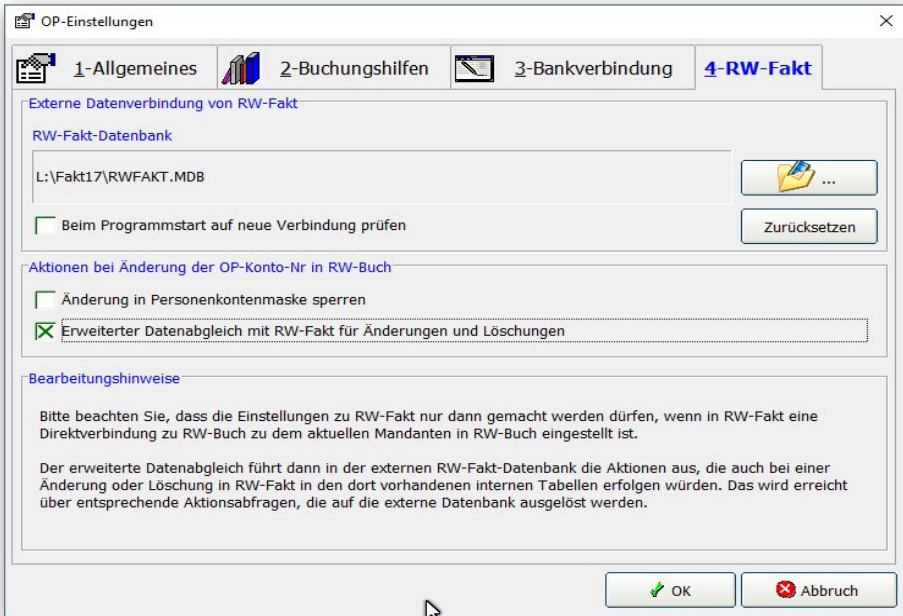 OP-Einstellungen
1-Allgemeines 2-Buchungshilfen 3-Bankverbindung 4-RW-Fakt
Externe Datenverbindung von RW-Fakt
RW-Fakt-Datenbank
L:\Fakt17\RWFAKT.MDB
...
Beim Programmstart auf neue Verbindung prüfen
Zurücksetzen
Aktionen bei Änderung der OP-Konto-Nr in RW-Buch
Änderung in Personenkontenmaske sperren
Erweiterter Datenabgleich mit RW-Fakt für Änderungen und Löschungen
Bearbeitungshinweise
Bitte beachten Sie, dass die Einstellungen zu RW-Fakt nur dann gemacht werden dürfen, wenn in RW-Fakt eine
Direktverbindung zu RW-Buch zu dem aktuellen Mandanten in RW-Buch eingestellt ist.
Der erweiterte Datenabgleich führt dann in der externen RW-Fakt-Datenbank die Aktionen aus, die auch bei einer
Änderung oder Löschung in RW-Fakt in den dort vorhandenen internen Tabellen erfolgen würden. Das wird erreicht
über entsprechende Aktionsabfragen, die auf die externe Datenbank ausgelöst werden.
OK Abbruch